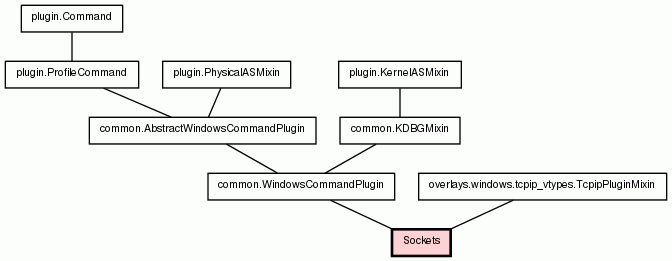 plugin.Command
plugin.ProfileCommand
plugin.PhysicalASMixin
plugin.KernelASMixin
common.AbstractWindowsCommandPlugin
common.KDBGMixin
common.WindowsCommandPlugin
overlays.windows.tcpip_vtypes.TcpipPluginMixin
Sockets